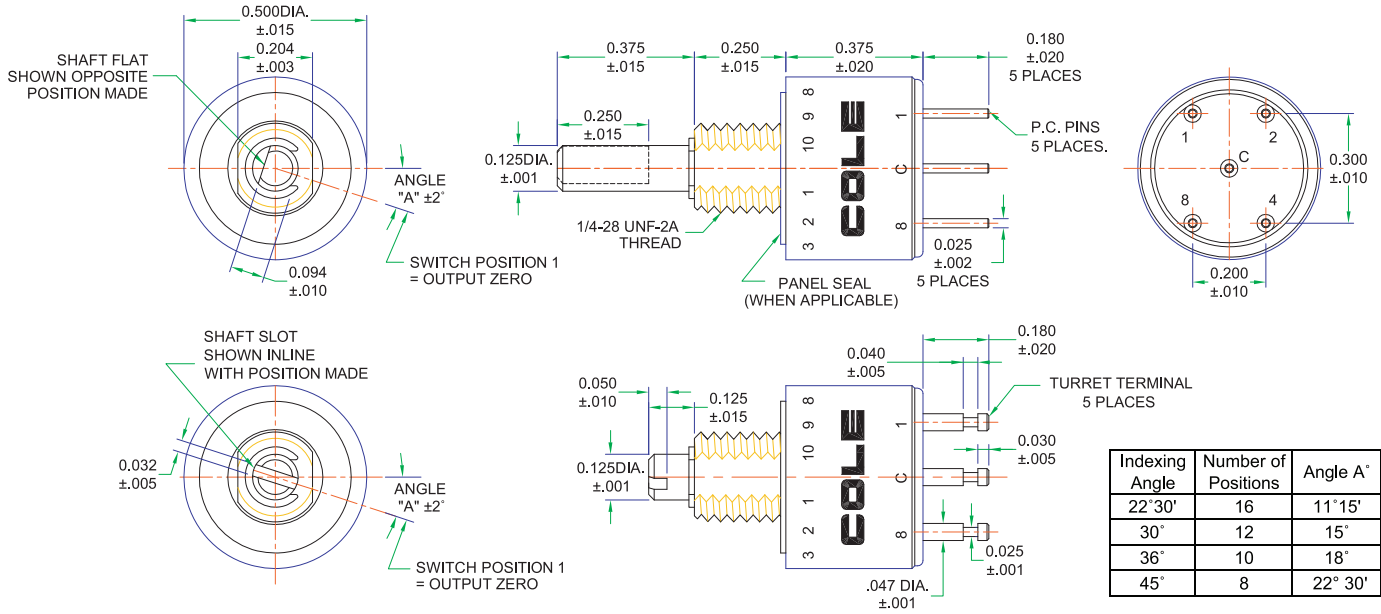 0.500DIA.
±.015
0.204
±.003
SHAFT FLAT
SHOWN OPPOSITE
POSITION MADE
ANGLE
"A" ±2°
SWITCH POSITION 1
= OUTPUT ZERO
0.094
±.010
0.375
±.015
0.250
±.015
0.375
±.020
0.180
±.020
5 PLACES
0.250
±.015
0.125DIA.
±.001
1/4-28 UNF-2A
THREAD
8
9
10
1
2
3
COLE
1
C
8
P.C. PINS
5 PLACES.
0.025
±.002
5 PLACES
PANEL SEAL
(WHEN APPLICABLE)
1
2
C
8
4
0.300
±.010
0.200
±.010
SHAFT SLOT
SHOWN INLINE
WITH POSITION MADE
0.032
±.005
ANGLE
"A" ±2°
SWITCH POSITION 1
= OUTPUT ZERO
0.050
±.010
0.125
±.015
0.125DIA.
±.001
8
9
10
1
2
3
COLE
1
C
8
0.040
±.005
0.180
±.020
TURRET TERMINAL
5 PLACES
0.030
±.005
0.025
±.001
.047 DIA.
±.001
Indexing Angle Number of Positions Angle A°
22°30' 16 11°15'
30° 12 15°
36° 10 18°
45° 8 22° 30'